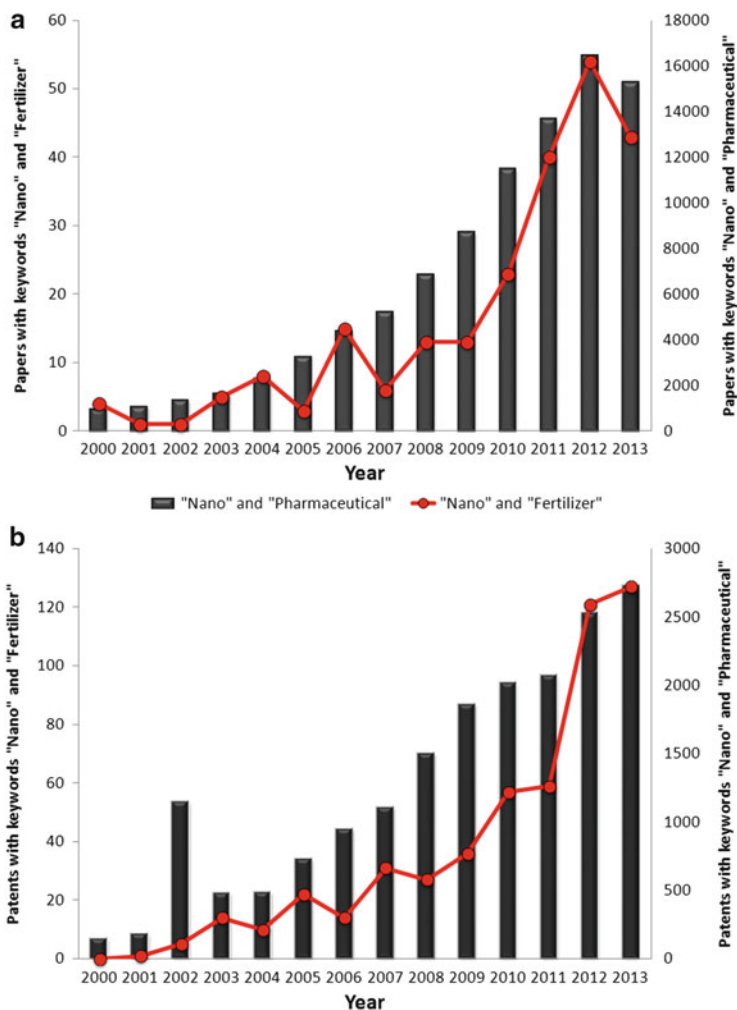 a
Papers with keywords "Nano" and "Fertilizer"
60
50
40
30
20
10
0
18000
16000
14000
12000
10000
8000
6000
4000
2000
0
Papers with keywords "Nano" and "Pharmaceutical"
2000 2001 2002 2003 2004 2005 2006 2007 2008 2009 2010 2011 2012 2013
Year
"Nano" and "Pharmaceutical" "Nano" and "Fertilizer"
b
Patents with keywords "Nano" and "Fertilizer"
140
120
100
80
60
40
20
0
3000
2500
2000
1500
1000
500
0
Patents with keywords "Nano" and "Pharmaceutical"
2000 2001 2002 2003 2004 2005 2006 2007 2008 2009 2010 2011 2012 2013
Year